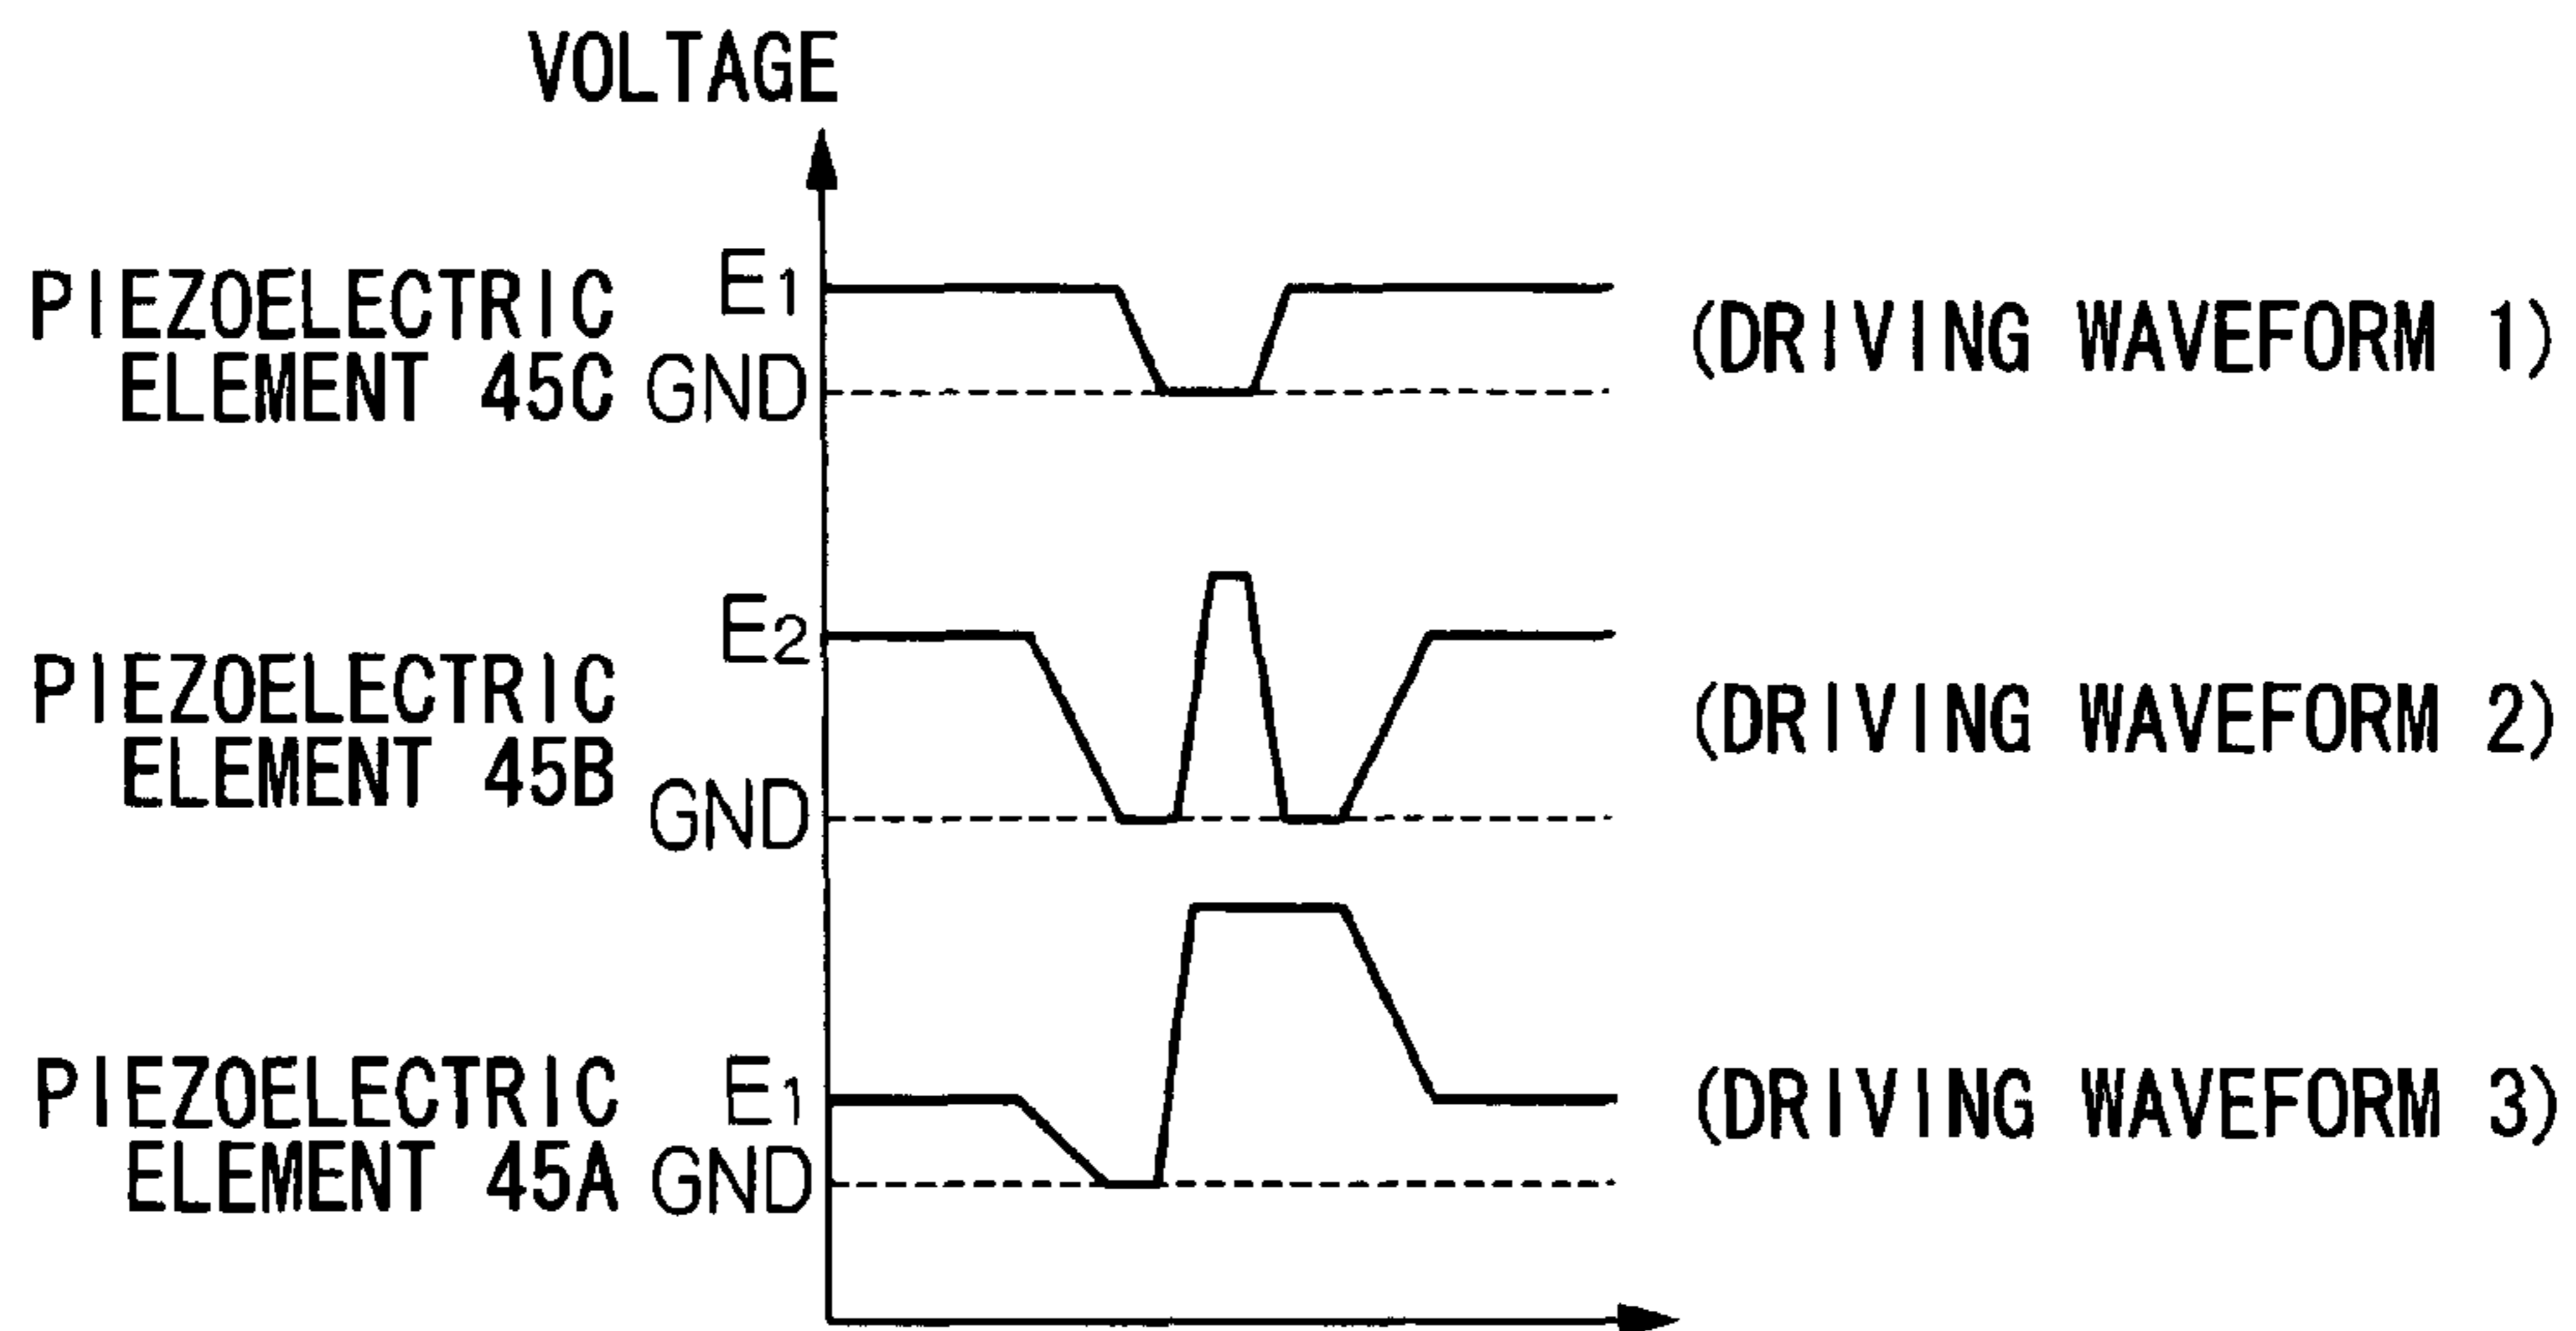 VOLTAGE
PIEZOELECTRIC
ELEMENT 45C
E1
GND
(DRIVING WAVEFORM 1)
PIEZOELECTRIC
ELEMENT 45B
E2
GND
(DRIVING WAVEFORM 2)
PIEZOELECTRIC
ELEMENT 45A
E1
GND
(DRIVING WAVEFORM 3)